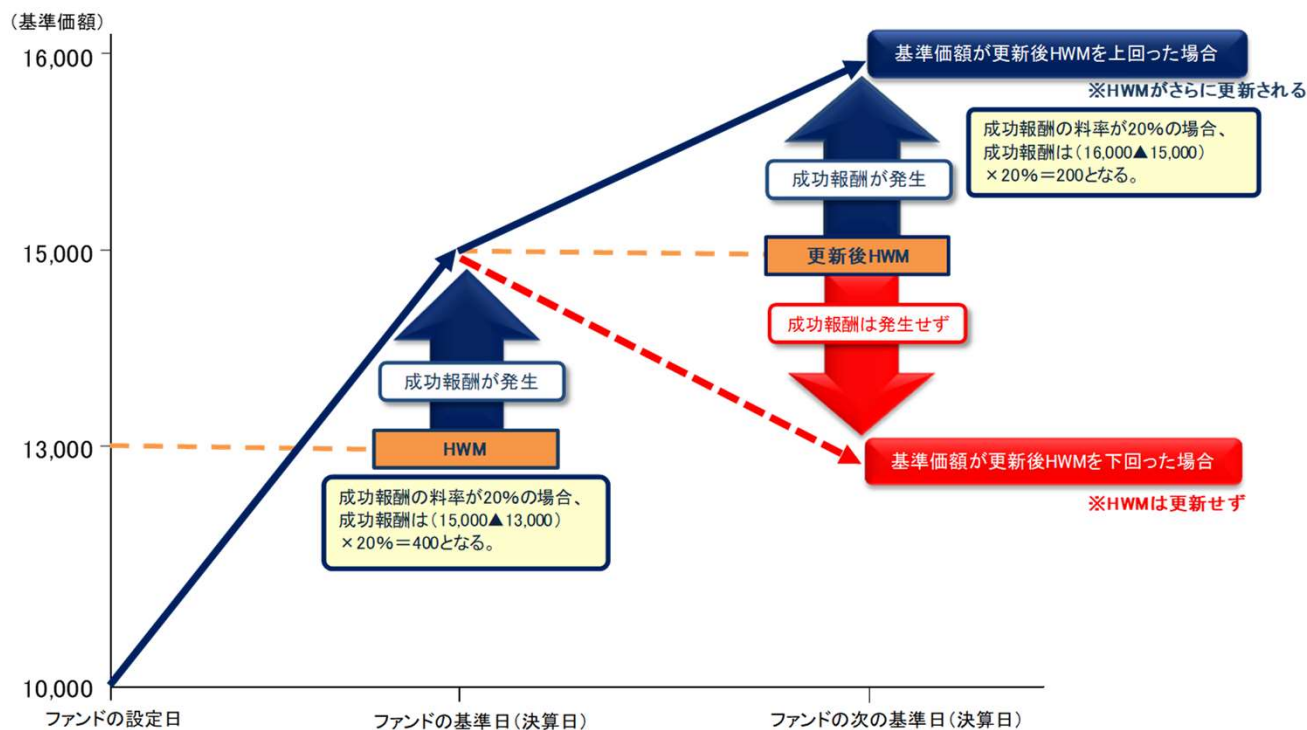 (基準価額)
16,000
基準価額が更新後HWMを上回った場合
※HWMがさらに更新される
成功報酬の料率が20%の場合、
成功報酬は(16,000▲15,000)
×20%＝200となる。
成功報酬が発生
15,000
更新後HWM
成功報酬は発生せず
成功報酬が発生
13,000
HWM
基準価額が更新後HWMを下回った場合
※HWMは更新せず
成功報酬の料率が20%の場合、
成功報酬は(15,000▲13,000)
×20%＝400となる。
10,000
ファンドの設定日
ファンドの基準日(決算日)
ファンドの次の基準日(決算日)